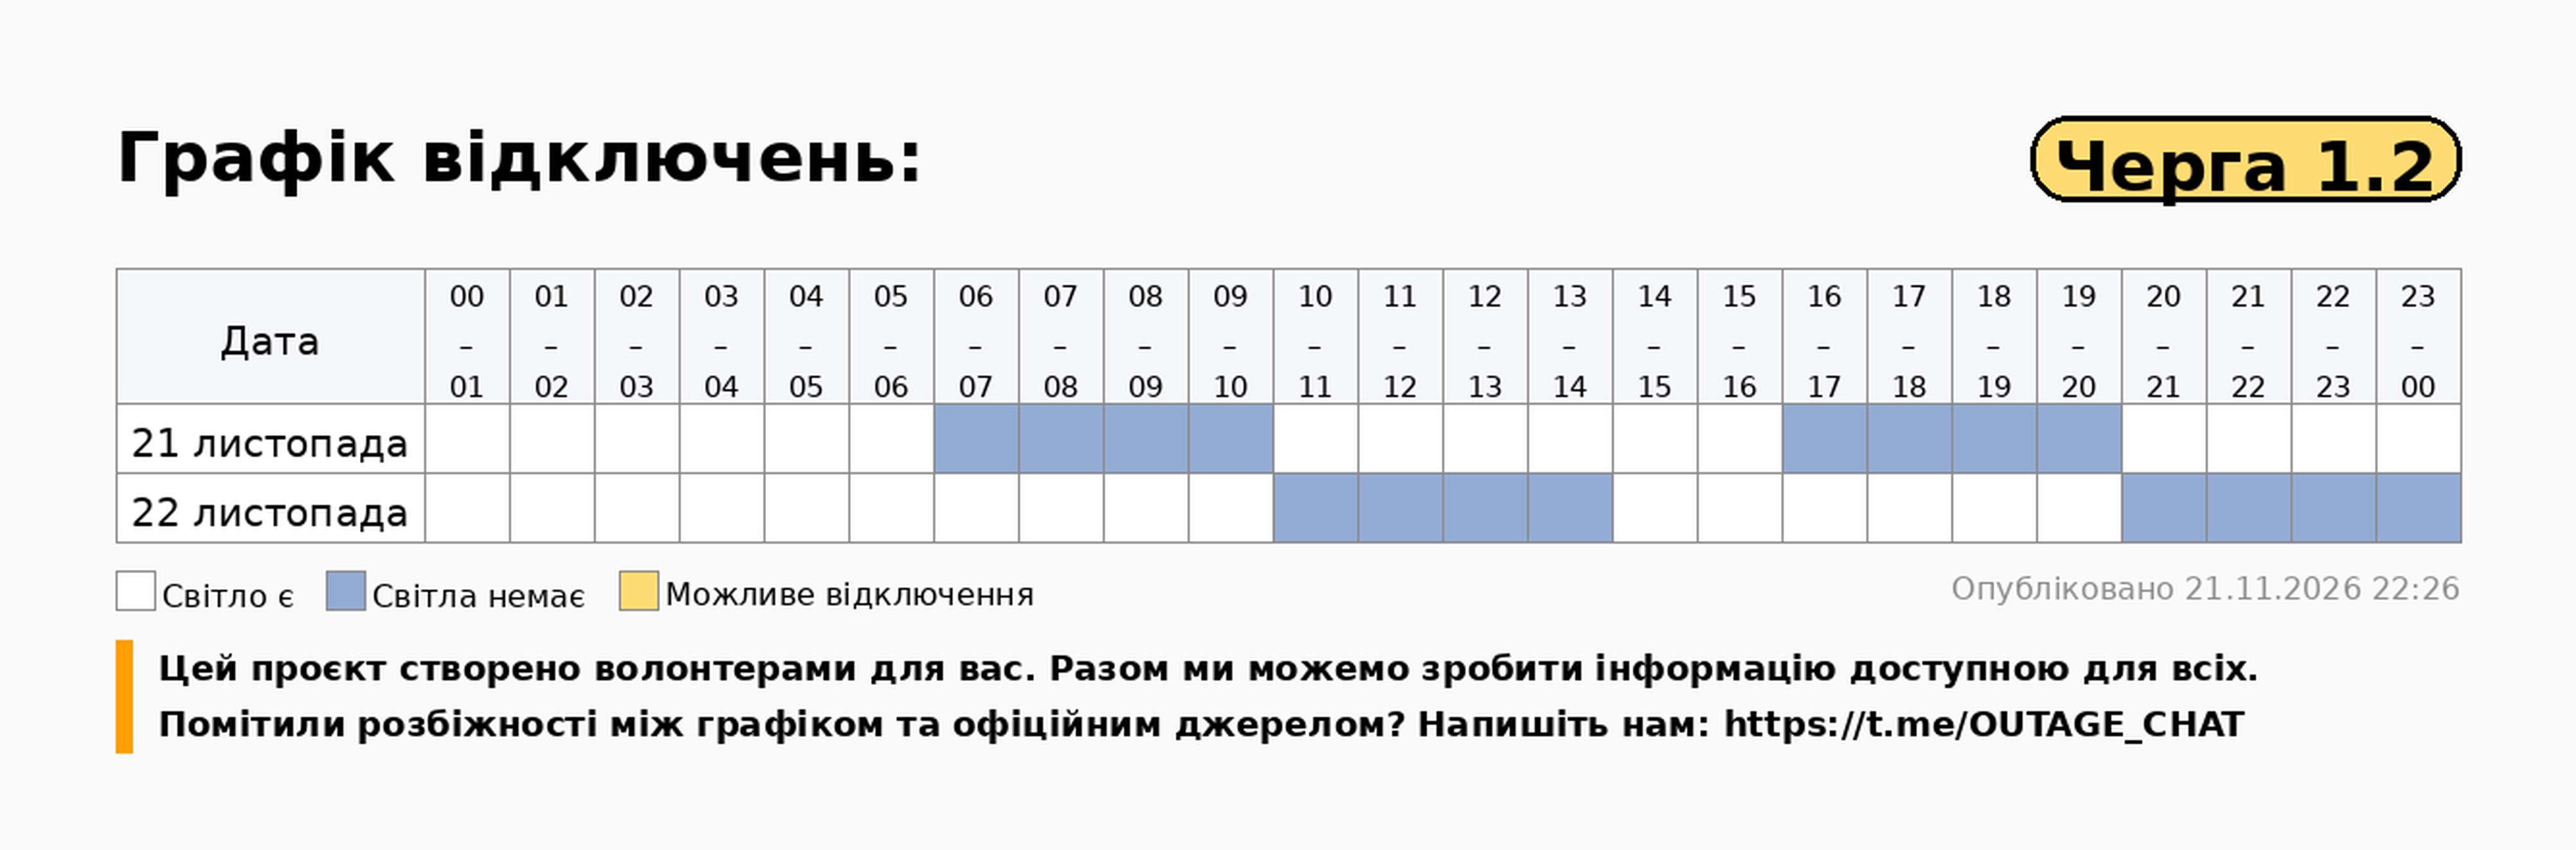 Графік відключень:
Черга 1.2
Дата 00 – 01 01 – 02 02 – 03 03 – 04 04 – 05 05 – 06 06 – 07 07 – 08 08 – 09 09 – 10 10 – 11 11 – 12 12 – 13 13 – 14 14 – 15 15 – 16 16 – 17 17 – 18 18 – 19 19 – 20 20 – 21 21 – 22 22 – 23 23 – 00
21 листопада
22 листопада
Світло є Світла немає Можливе відключення
Опубліковано 21.11.2026 22:26
Цей проєкт створено волонтерами для вас. Разом ми можемо зробити інформацію доступною для всіх.
Помітили розбіжності між графіком та офіційним джерелом? Напишіть нам: https://t.me/OUTAGE_CHAT